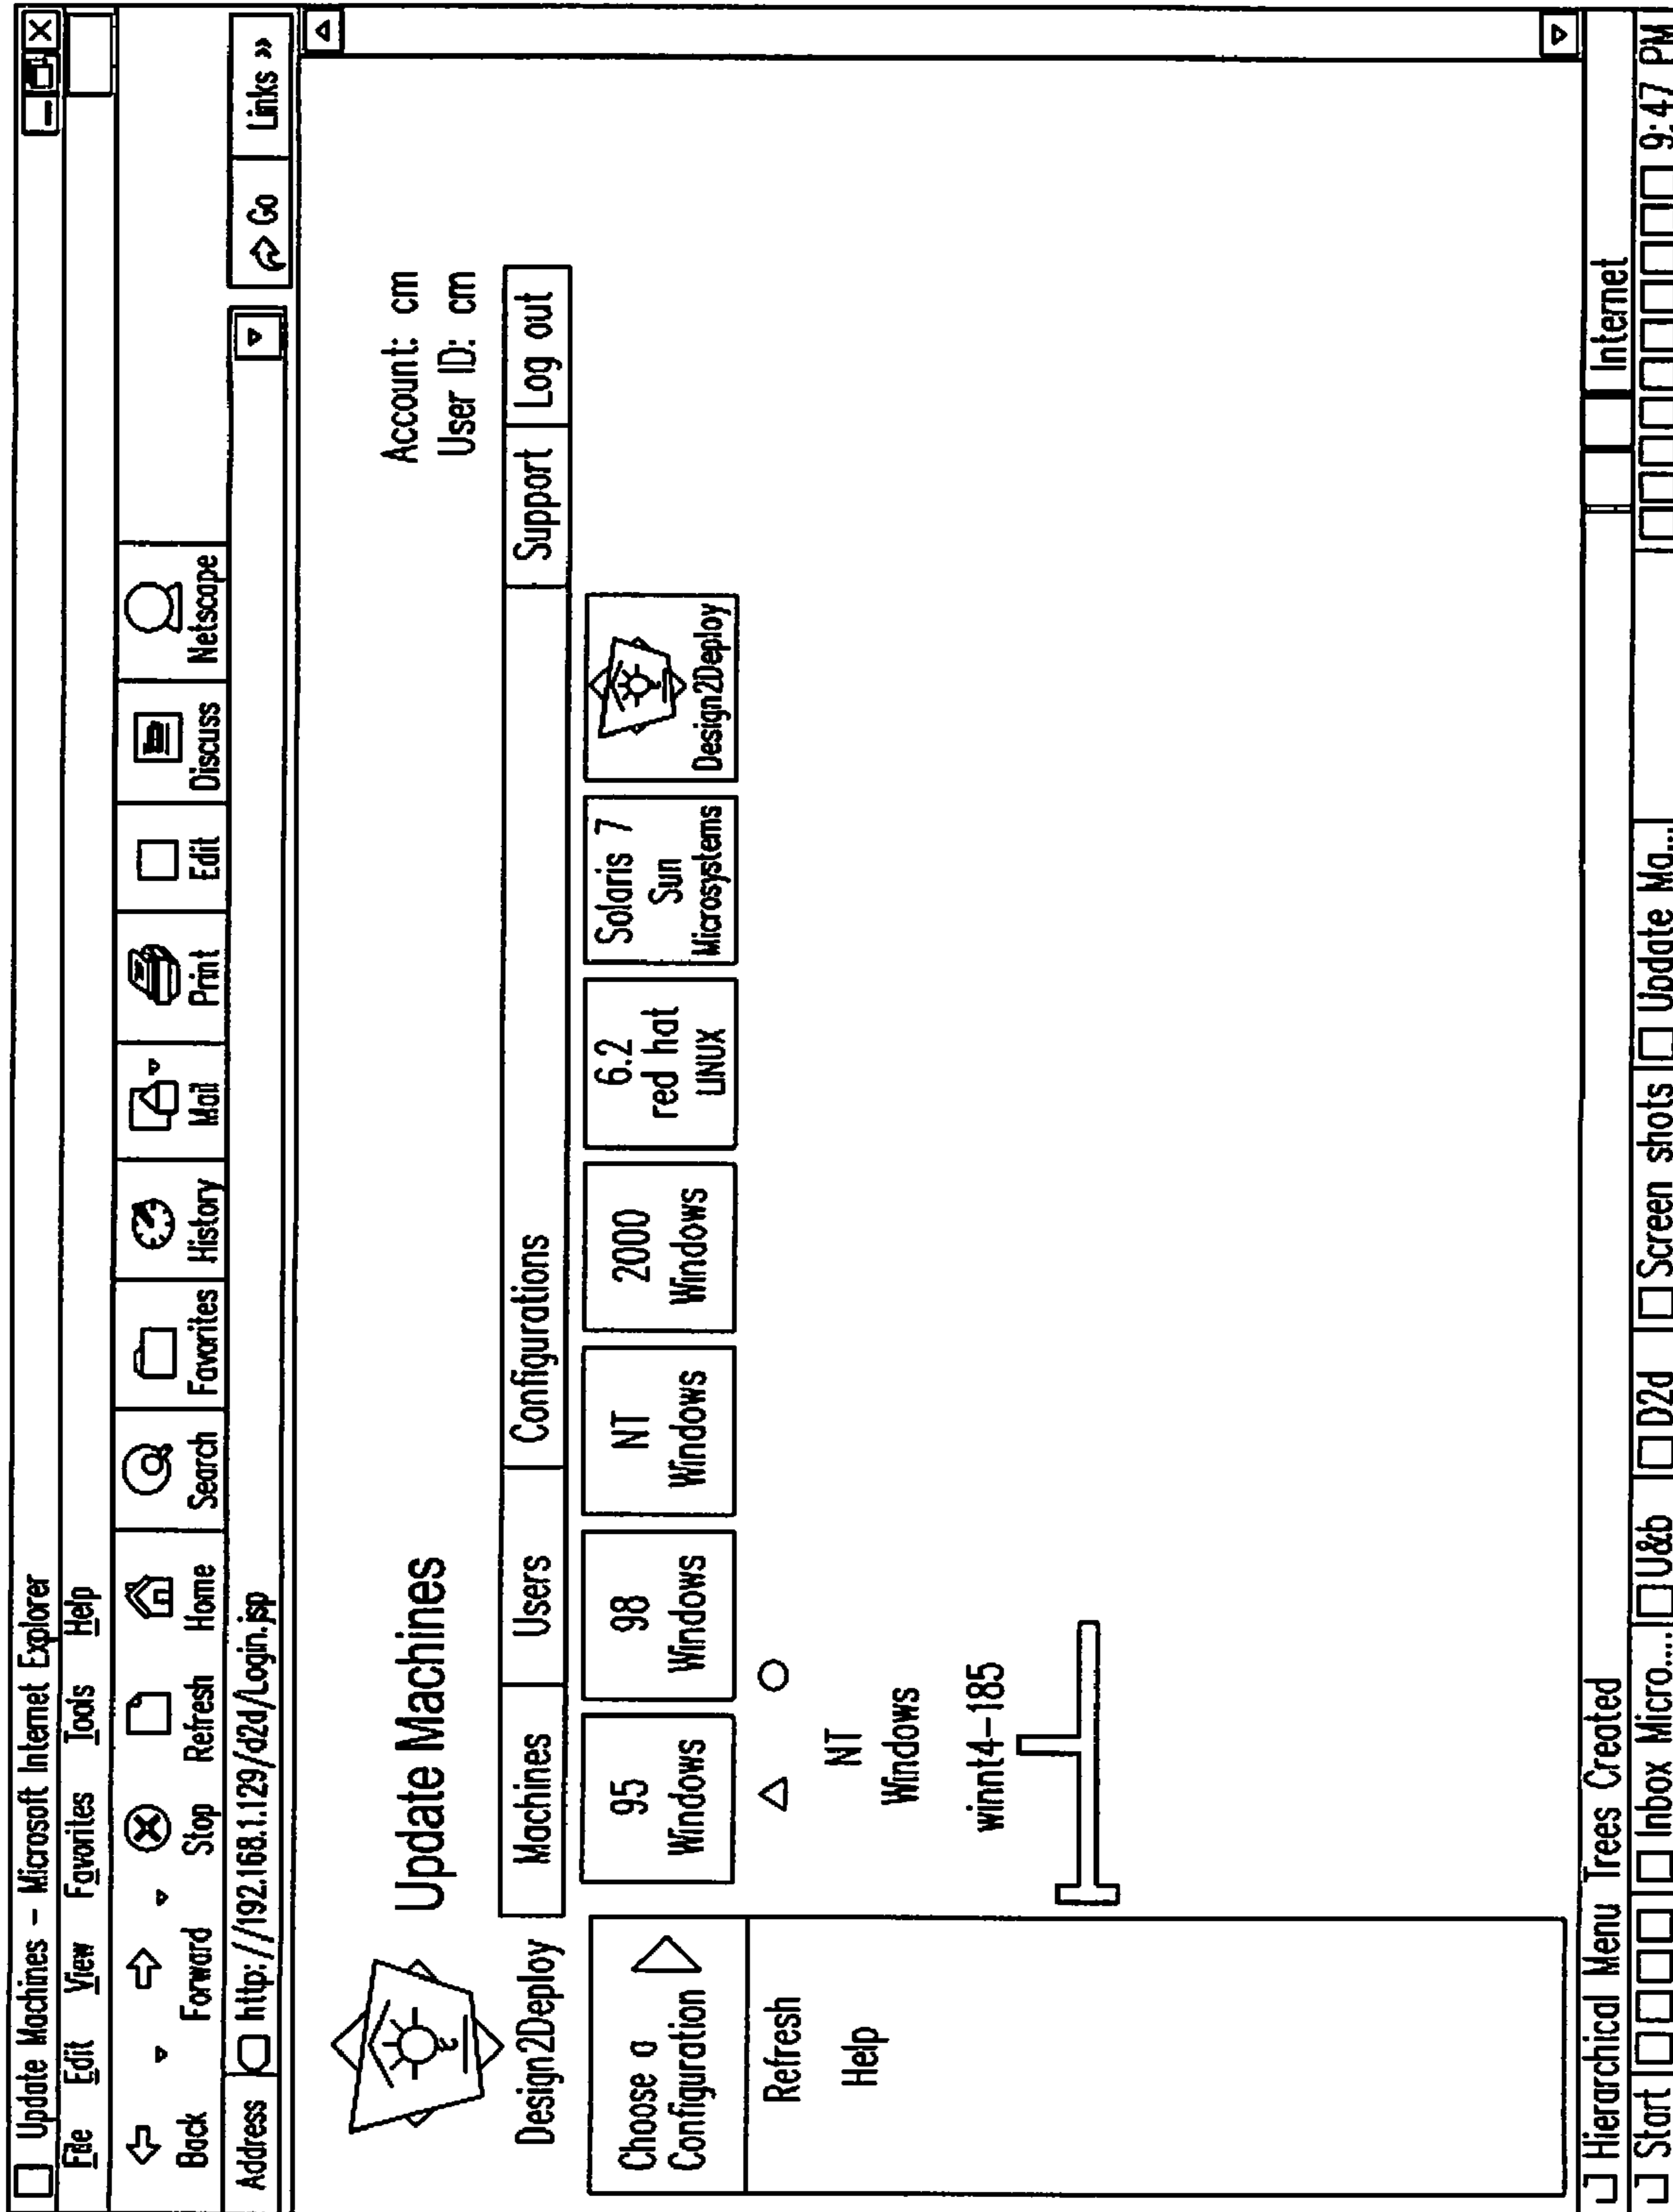 Update Machines – Microsoft Internet Explorer
File Edit View Favorites Tools Help
Back Forward Stop Refresh Home Search Favorites History Mail Print Edit Discuss Netscape
Address http://192.168.1.129/d2d/Login.jsp Go Links »
Design2Deploy
Update Machines
Account: cm
User ID: cm
Machines Users Configurations Support Log out
Choose a
Configuration
Refresh
Help
95
Windows
98
Windows
NT
Windows
2000
Windows
6.2
red hat
LINUX
Solaris 7
Sun
Microsystems
Design2Deploy
NT
Windows
winnt4-185
Hierarchical Menu Trees Created Internet
Start Inbox Micro.... U&b D2d Screen shots Update Ma... 9:47 PM